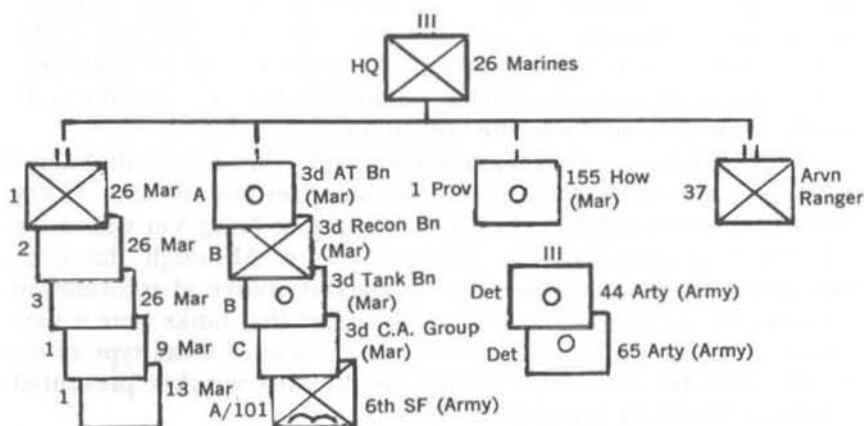 III
HQ 26 Marines
II I I II
1 26 Mar
2 26 Mar
3 26 Mar
1 9 Mar
1 13 Mar
A 3d AT Bn
(Mar)
B 3d Recon Bn
(Mar)
B 3d Tank Bn
(Mar)
C 3d C.A. Group
(Mar)
A/101 6th SF (Army)
1 Prov 155 How
(Mar)
37 Arvn
Ranger
III
Det 44 Arty (Army)
Det 65 Arty (Army)